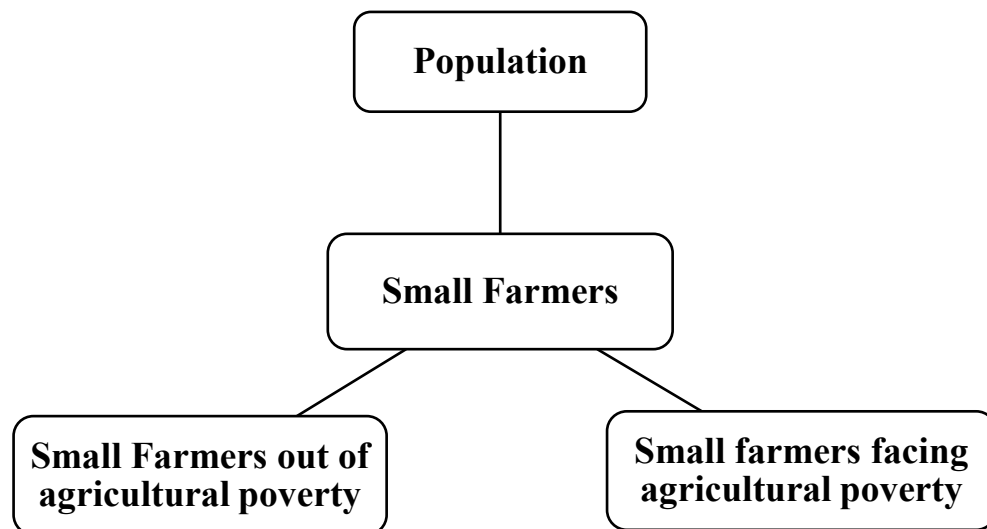 Population
Small Farmers
Small Farmers out of
agricultural poverty
Small farmers facing
agricultural poverty